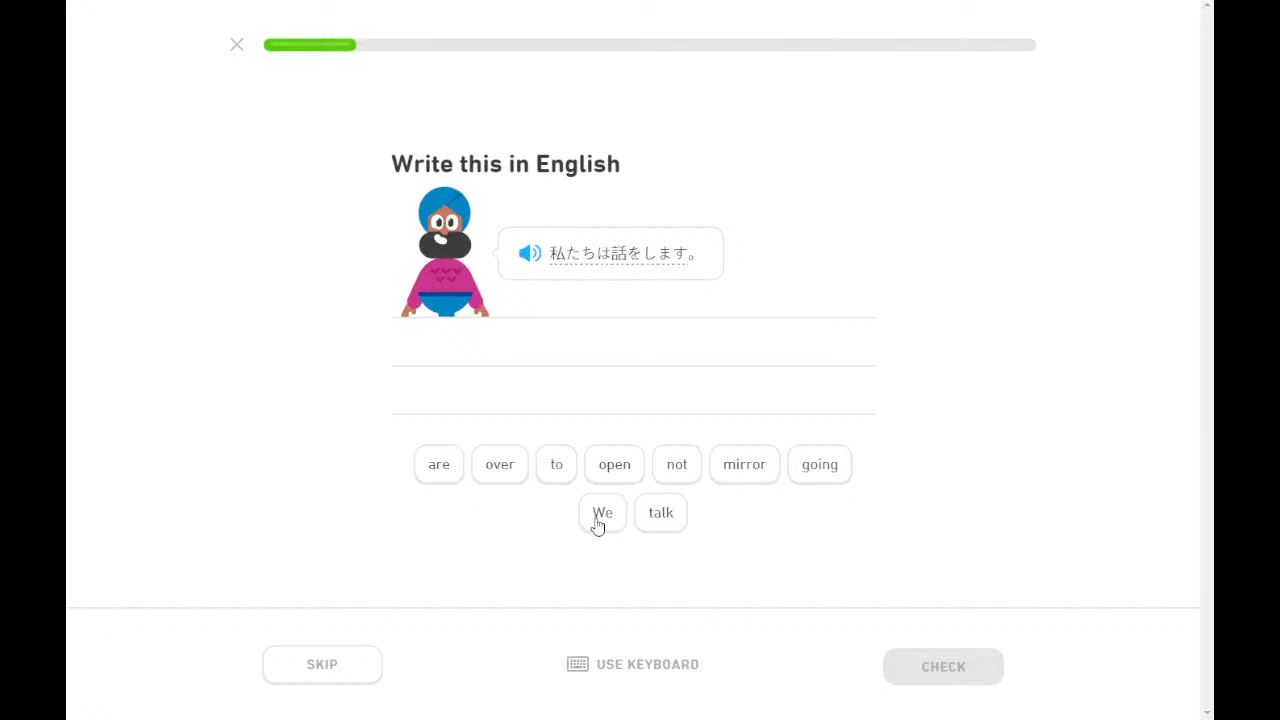 Write this in English
私たちは話をします。
are over to open not mirror going
We talk
SKIP USE KEYBOARD CHECK